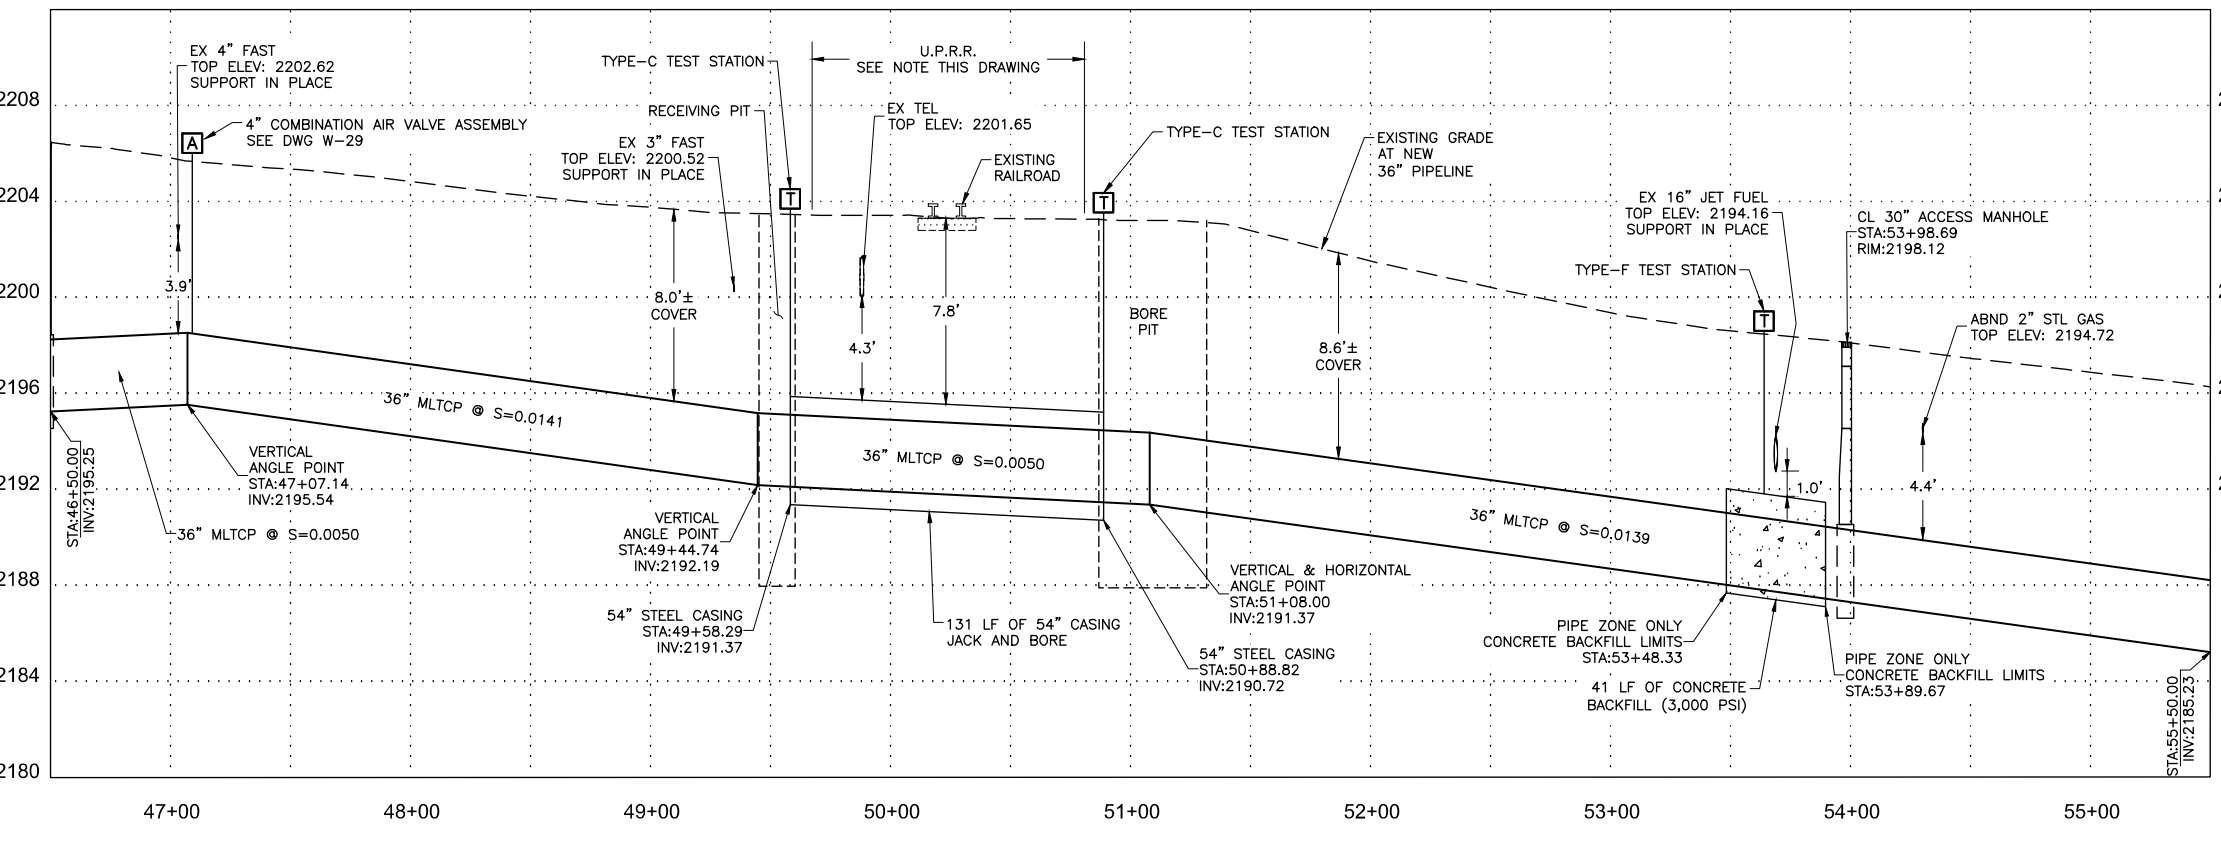 EX 4" FAST
TOP ELEV: 2202.62
SUPPORT IN PLACE
A
4" COMBINATION AIR VALVE ASSEMBLY
SEE DWG W-29
TYPE-C TEST STATION
RECEIVING PIT
EX 3" FAST
TOP ELEV: 2200.52
SUPPORT IN PLACE
T
U.P.R.R.
SEE NOTE THIS DRAWING
EX TEL
TOP ELEV: 2201.65
EXISTING
RAILROAD
TYPE-C TEST STATION
T
EXISTING GRADE
AT NEW
36" PIPELINE
EX 16" JET FUEL
TOP ELEV: 2194.16
SUPPORT IN PLACE
TYPE-F TEST STATION
T
CL 30" ACCESS MANHOLE
STA:53+98.69
RIM:2198.12
ABND 2" STL GAS
TOP ELEV: 2194.72
2208
2204
2200
2196
2192
2188
2184
2180
3.9'
8.0'±
COVER
4.3'
7.8'
BORE
PIT
8.6'±
COVER
1.0'
4.4'
36" MLTCP @ S=0.0141
36" MLTCP @ S=0.0050
36" MLTCP @ S=0.0139
STA:46+50.00
INV:2195.25
VERTICAL
ANGLE POINT
STA:47+07.14
INV:2195.54
36" MLTCP @ S=0.0050
VERTICAL
ANGLE POINT
STA:49+44.74
INV:2192.19
54" STEEL CASING
STA:49+58.29
INV:2191.37
131 LF OF 54" CASING
JACK AND BORE
VERTICAL & HORIZONTAL
ANGLE POINT
STA:51+08.00
INV:2191.37
54" STEEL CASING
STA:50+88.82
INV:2190.72
PIPE ZONE ONLY
CONCRETE BACKFILL LIMITS
STA:53+48.33
41 LF OF CONCRETE
BACKFILL (3,000 PSI)
PIPE ZONE ONLY
CONCRETE BACKFILL LIMITS
STA:53+89.67
STA:55+50.00
INV:2185.23
47+00
48+00
49+00
50+00
51+00
52+00
53+00
54+00
55+00